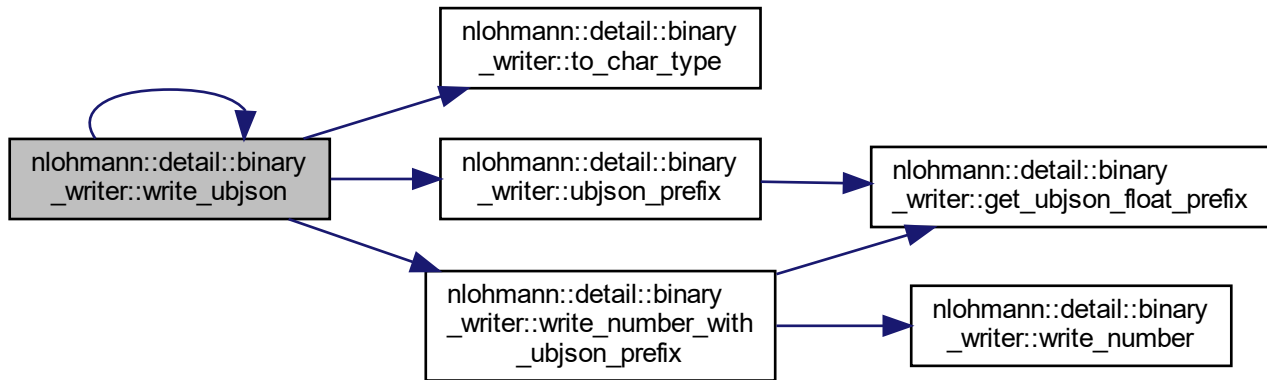 nlohmann::detail::binary
_writer::to_char_type
nlohmann::detail::binary
_writer::write_ubjson
nlohmann::detail::binary
_writer::ubjson_prefix
nlohmann::detail::binary
_writer::get_ubjson_float_prefix
nlohmann::detail::binary
_writer::write_number_with
_ubjson_prefix
nlohmann::detail::binary
_writer::write_number